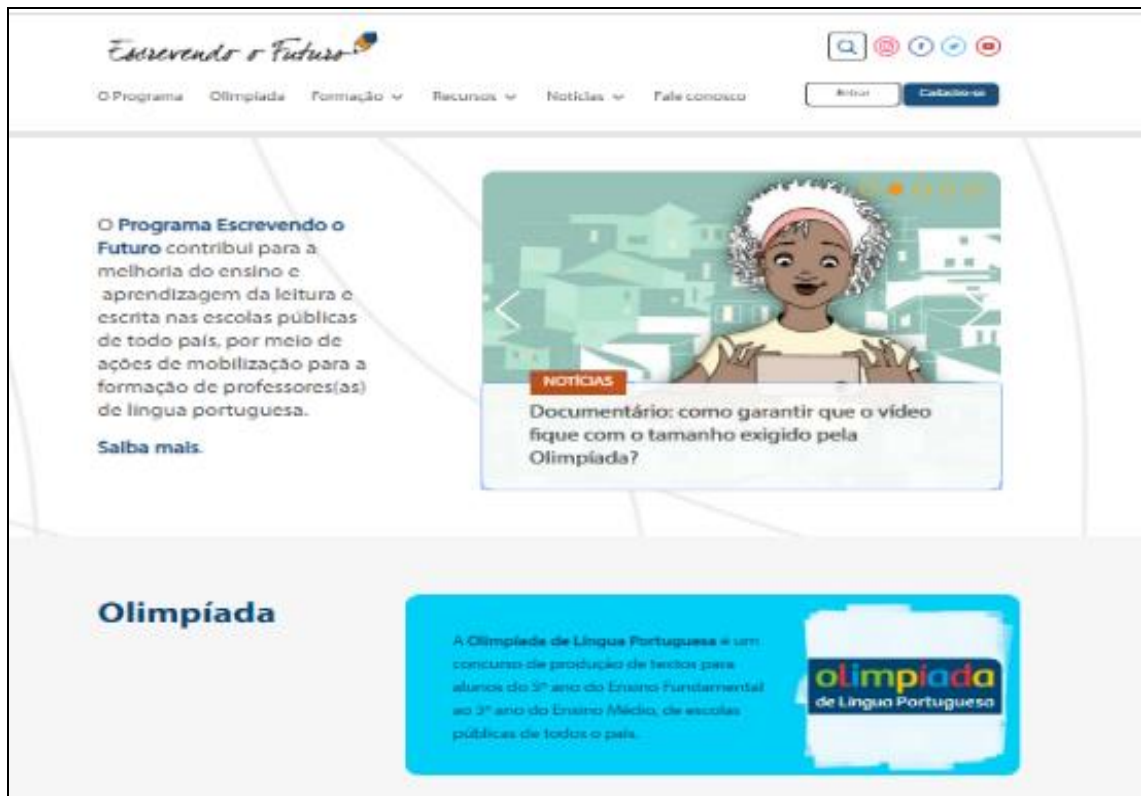 Escrevendo o Futuro
O Programa Olimpíada Formação Recursos Notícias Fale conosco
Entrar Cadastre-se
O Programa Escrevendo o
Futuro contribui para a
melhoria do ensino e
aprendizagem da leitura e
escrita nas escolas públicas
de todo país, por meio de
ações de mobilização para a
formação de professores(as)
de língua portuguesa.
Saiba mais.
NOTÍCIAS
Documentário: como garantir que o vídeo
fique com o tamanho exigido pela
Olimpíada?
Olimpíada
A Olimpíada de Língua Portuguesa é um
concurso de produção de textos para
alunos do 5º ano do Ensino Fundamental
ao 3º ano do Ensino Médio, de escolas
públicas de todos o país.
olimpíada
de Língua Portuguesa